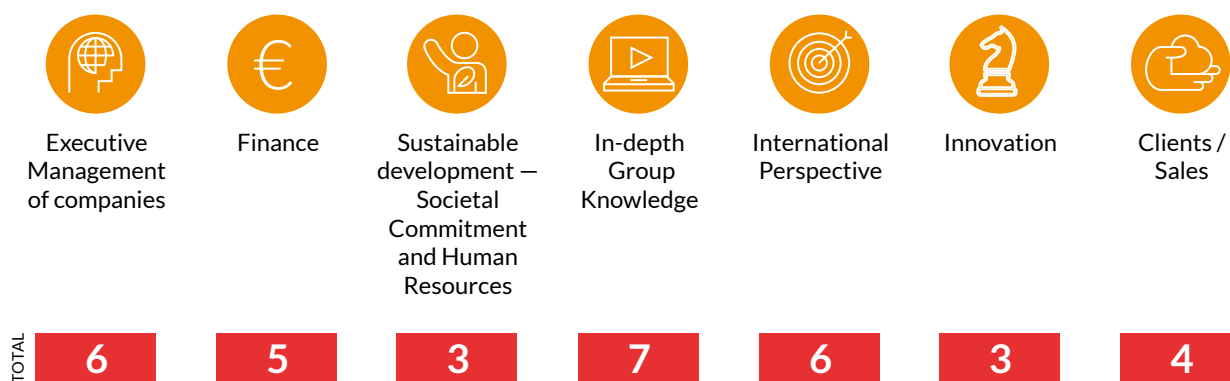 €
Executive
Management
of companies
Finance
Sustainable
development —
Societal
Commitment
and Human
Resources
In-depth
Group
Knowledge
International
Perspective
Innovation
Clients /
Sales
TOTAL
6
5
3
7
6
3
4